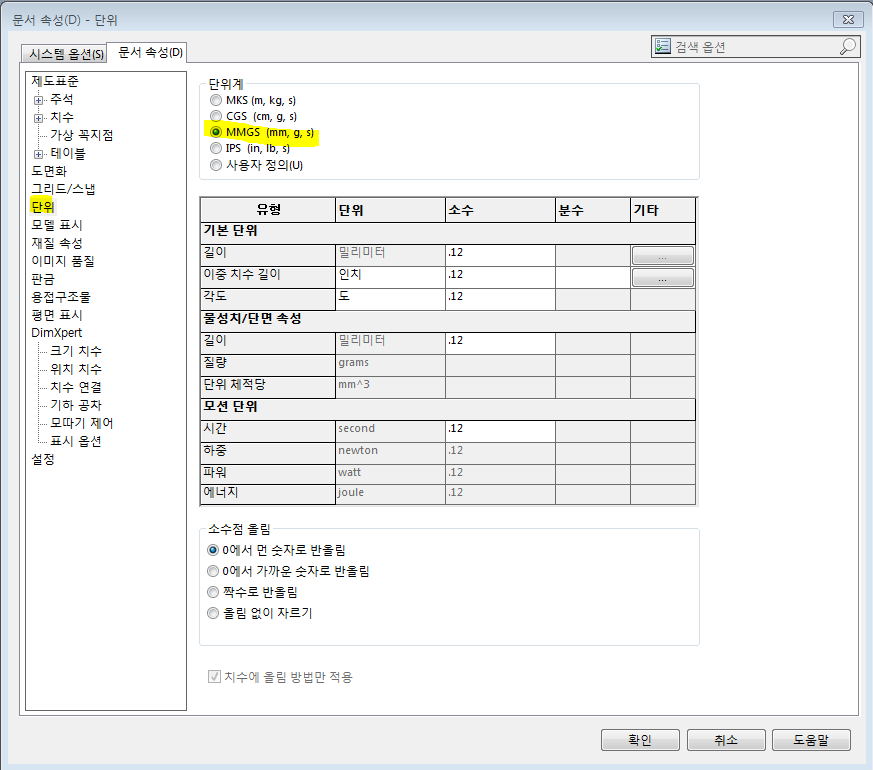 문서 속성(D) - 단위
시스템 옵션(S)
문서 속성(D)
검색 옵션
제도표준
주석
치수
가상 꼭지점
테이블
도면화
그리드/스냅
단위
모델 표시
재질 속성
이미지 품질
판금
용접구조물
평면 표시
DimXpert
크기 치수
위치 치수
치수 연결
기하 공차
모따기 제어
표시 옵션
설정
단위계
MKS (m, kg, s)
CGS (cm, g, s)
MMGS (mm, g, s)
IPS (in, lb, s)
사용자 정의(U)
유형 단위 소수 분수 기타
기본 단위
길이 밀리미터 .12 ...
이중 치수 길이 인치 .12 ...
각도 도 .12
물성치/단면 속성
길이 밀리미터 .12
질량 grams
단위 체적당 mm^3
모션 단위
시간 second .12
하중 newton .12
파워 watt .12
에너지 joule .12
소수점 올림
0에서 먼 숫자로 반올림
0에서 가까운 숫자로 반올림
짝수로 반올림
올림 없이 자르기
치수에 올림 방법만 적용
확인 취소 도움말